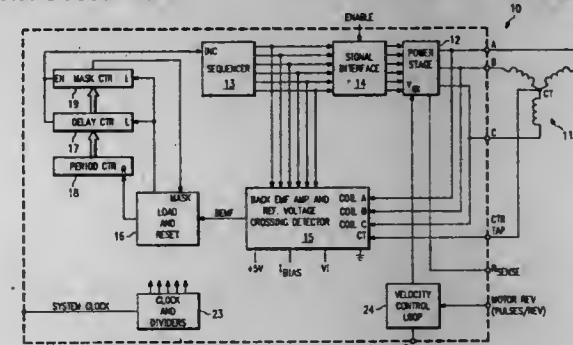 ENABLE
10
A
B
CT
11
C
12
POWER
STAGE
INC
SEQUENCER
13
SIGNAL
INTERFACE
14
EN MASK CTR L
19
DELAY CTR L
17
PERIOD CTR R
18
MASK
LOAD
AND
RESET
16
BEMF
BACK EMF AMP. AND
REF. VOLTAGE
CROSSING DETECTOR
15
COIL A
COIL B
COIL C
CT
CTR
TAP
+5V
IBIAS
VI
RSENSE
SYSTEM CLOCK
CLOCK
AND
DIVIDERS
23
24
VELOCITY
CONTROL
LOOP
MOTOR REV
(PULSES/REV)